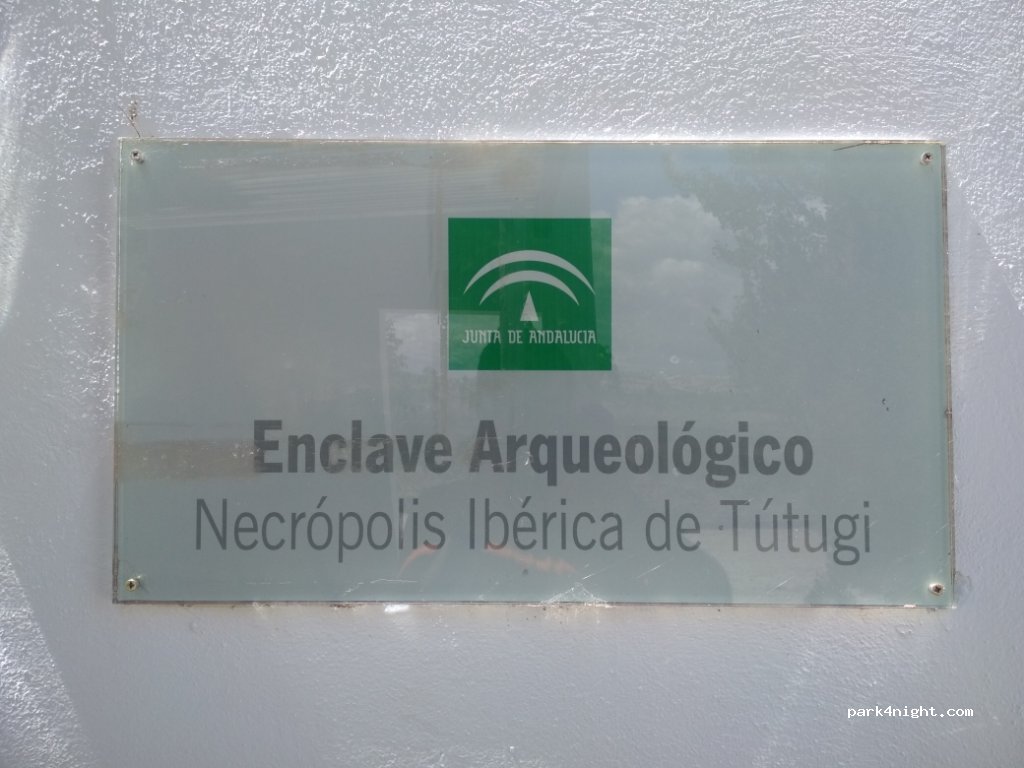 JUNTA DE ANDALUCIA
Enclave Arqueológico
Necrópolis Ibérica de Tútugi
park4night.com